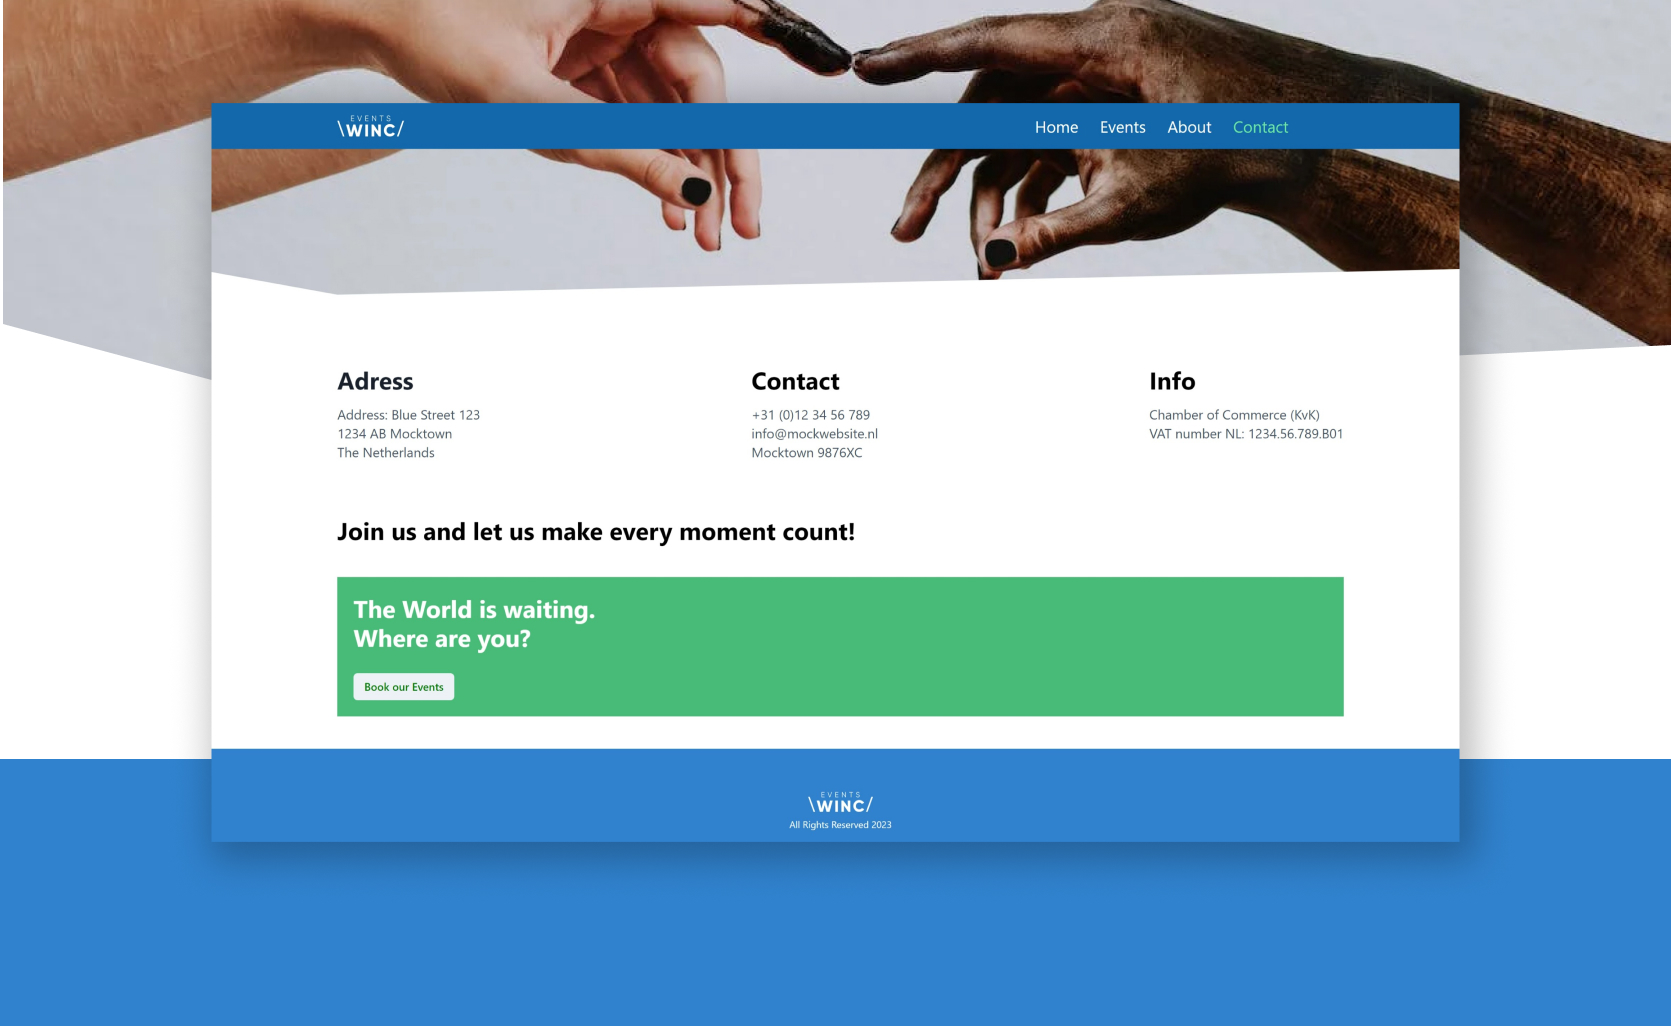 EVENTS
\WINC/
Home Events About Contact
Adress
Address: Blue Street 123
1234 AB Mocktown
The Netherlands
Contact
+31 (0)12 34 56 789
info@mockwebsite.nl
Mocktown 9876XC
Info
Chamber of Commerce (KvK)
VAT number NL: 1234.56.789.B01
Join us and let us make every moment count!
The World is waiting.
Where are you?
Book our Events
EVENTS
\WINC/
All Rights Reserved 2023